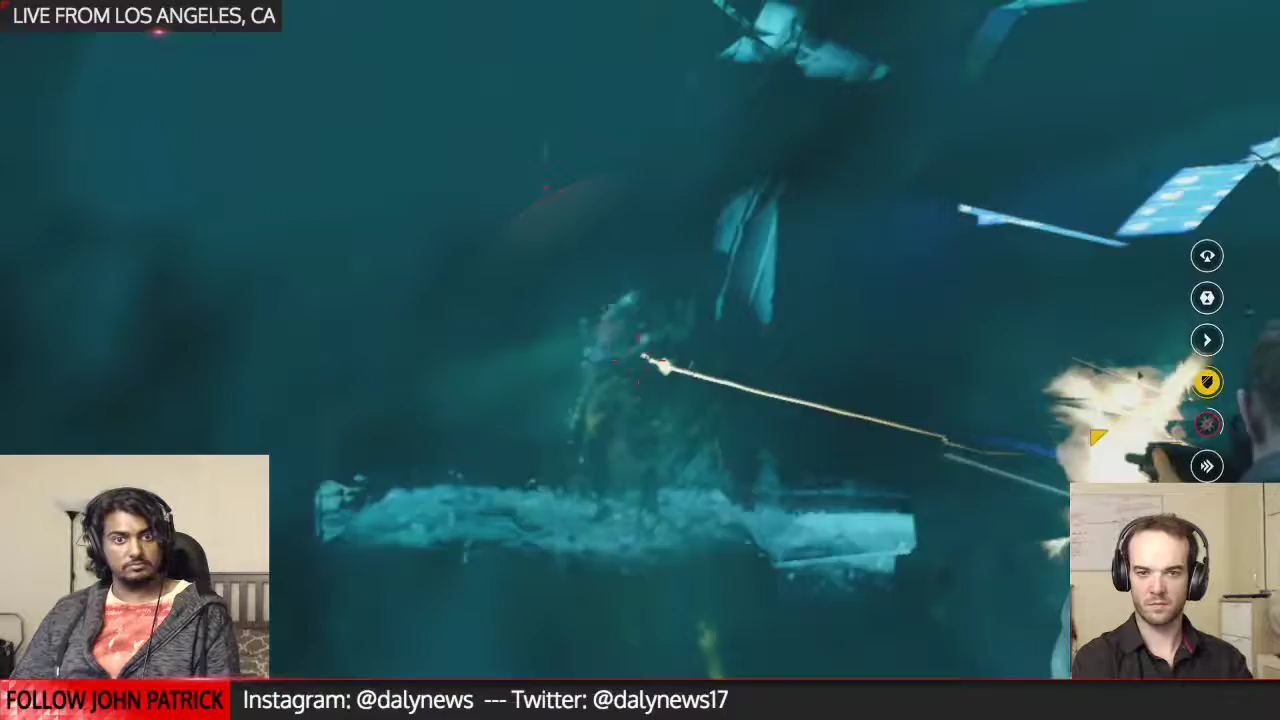 LIVE FROM LOS ANGELES, CA
FOLLOW JOHN PATRICK
Instagram: @dalynews --- Twitter: @dalynews17